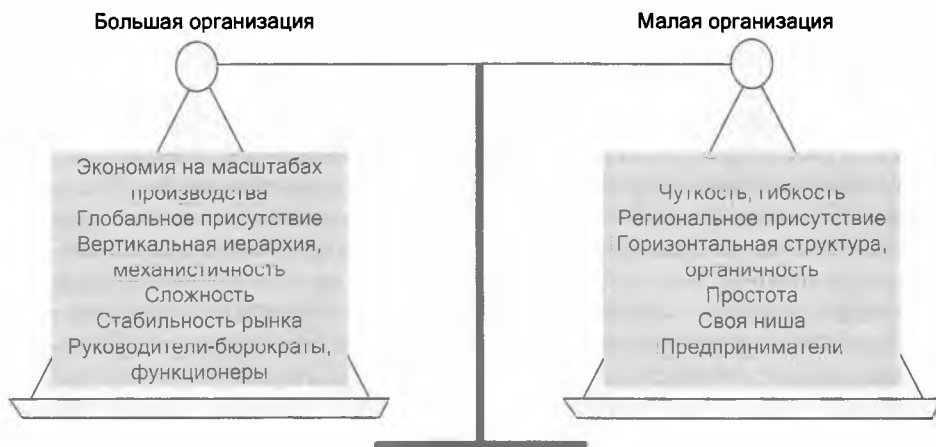 Большая организация
Малая организация
Экономия на масштабах
производства
Глобальное присутствие
Вертикальная иерархия,
механистичность
Сложность
Стабильность рынка
Руководители-бюрократы,
функционеры
Чуткость, гибкость
Региональное присутствие
Горизонтальная структура,
органичность
Простота
Своя ниша
Предприниматели